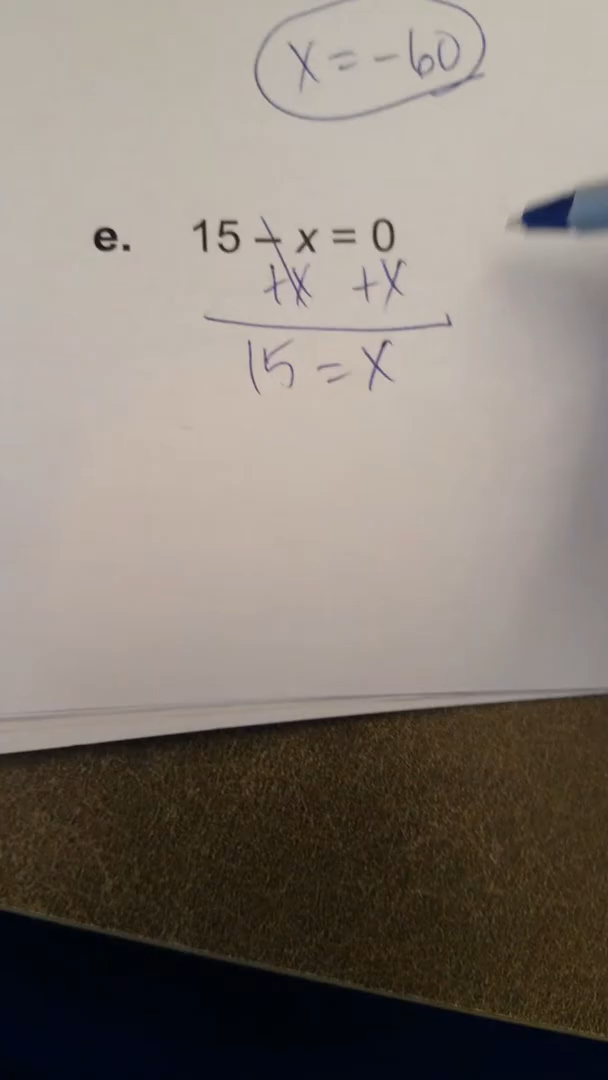 x = -60
e. 15 - x = 0
+x +x
15 = x